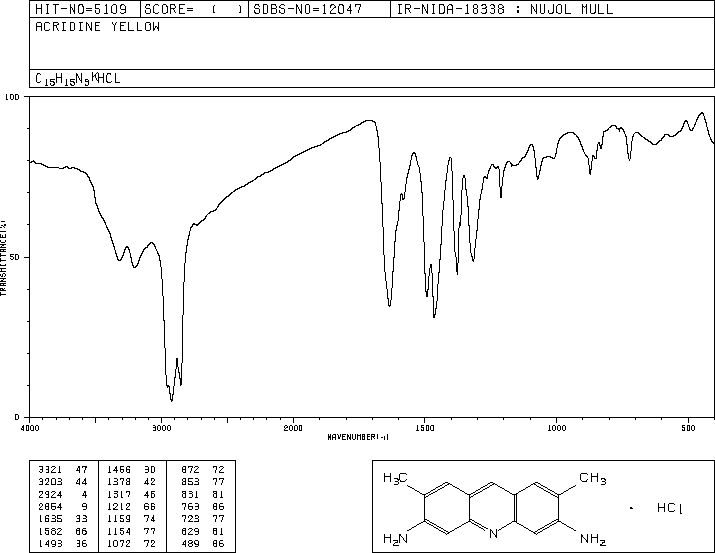 HIT-NO=5109 SCORE= ( ) SDBS-NO=12047 IR-NIDA-18338 : NUJOL MULL
ACRIDINE YELLOW
C15H15N3*HCL
100
50
0
TRANSMITTANCE(%)
4000 3000 2000 1500 1000 500
WAVENUMBER(-1)
3321 47 1466 30 872 72
3203 44 1378 42 853 77
2924 4 1317 46 831 81
2854 9 1212 66 763 86
1635 33 1159 74 723 77
1582 66 1154 77 629 81
1493 36 1072 72 489 86
H3C CH3
H2N N NH2
· HCl